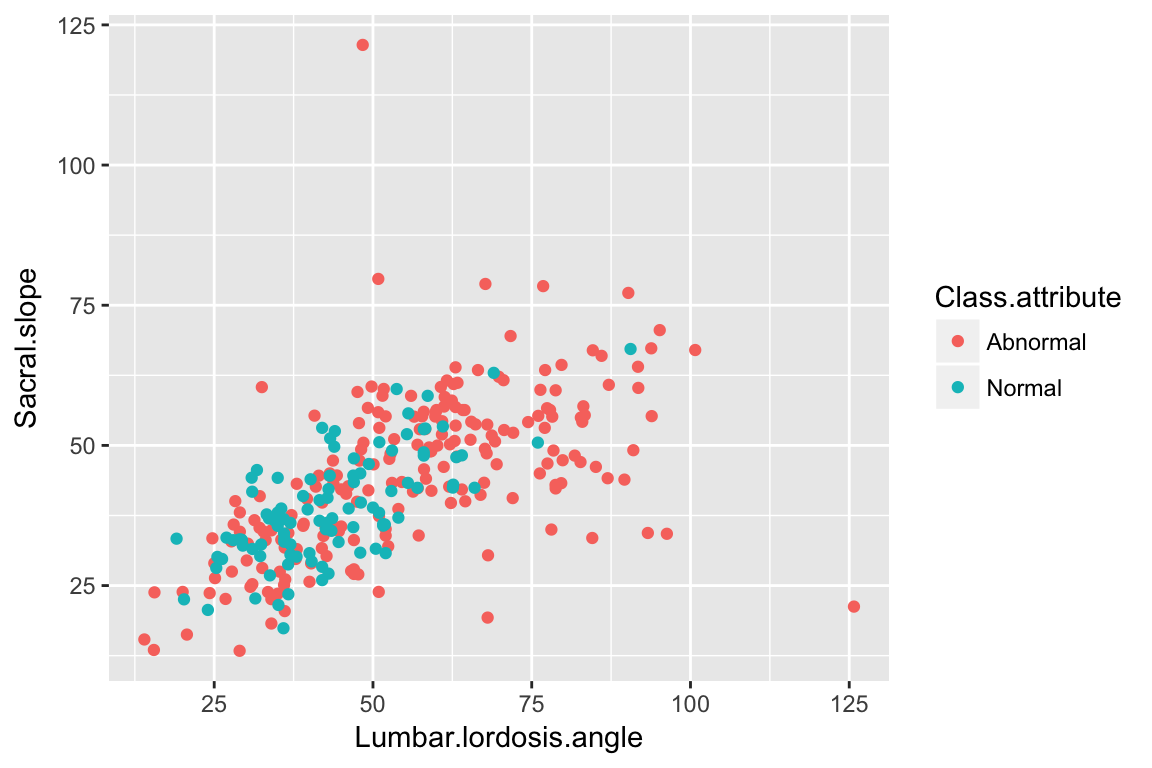 125
100
75
50
25
Sacral.slope
25 50 75 100 125
Lumbar.lordosis.angle
Class.attribute
Abnormal
Normal